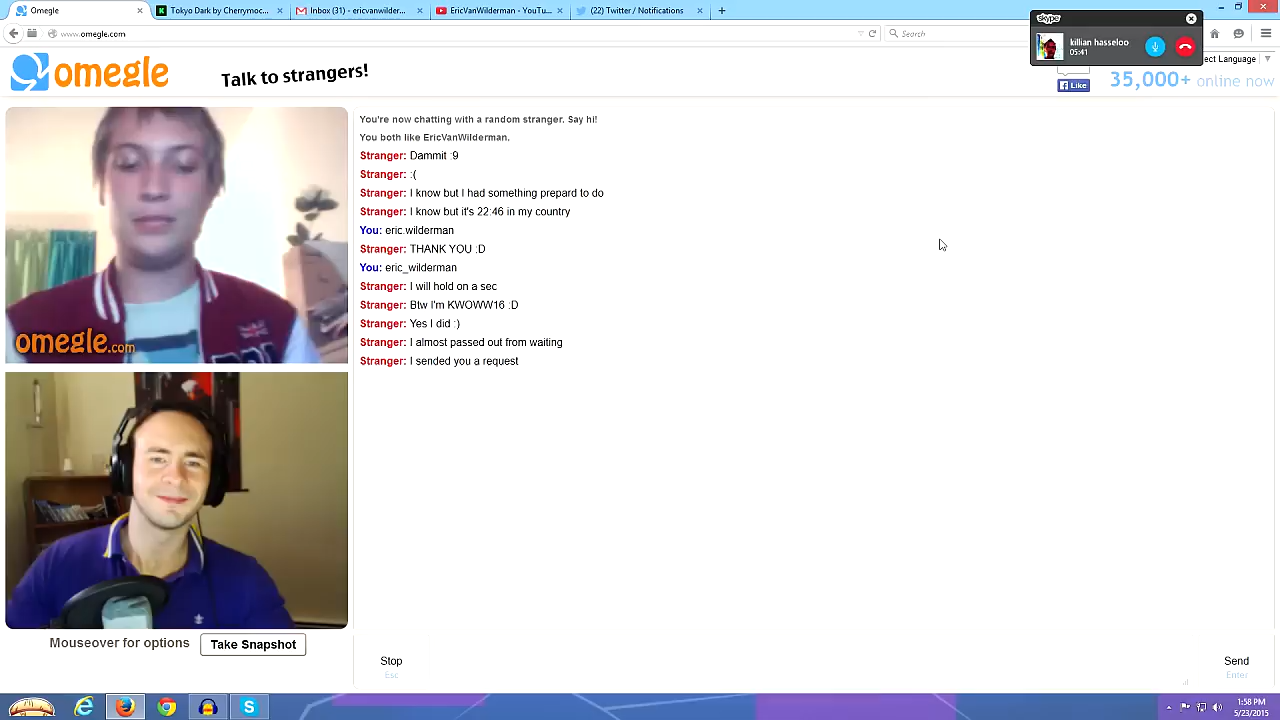 Omegle
Tokyo Dark by Cherrymoc...
Inbox (31) - ericvanwilder...
EricVanWilderman - YouTu...
(22) Twitter / Notifications
www.omegle.com
Search
skype
killian hasseloo
05:41
omegle
Talk to strangers!
ect Language
Like
35,000+ online now
You're now chatting with a random stranger. Say hi!
You both like EricVanWilderman.
Stranger: Dammit :9
Stranger: :(
Stranger: I know but I had something prepard to do
Stranger: I know but it's 22:46 in my country
You: eric.wilderman
Stranger: THANK YOU :D
You: eric_wilderman
Stranger: I will hold on a sec
Stranger: Btw I'm KWOWW16 :D
Stranger: Yes I did :)
Stranger: I almost passed out from waiting
Stranger: I sended you a request
omegle.com
Mouseover for options
Take Snapshot
Stop
Esc
Send
Enter
1:58 PM
5/23/2015